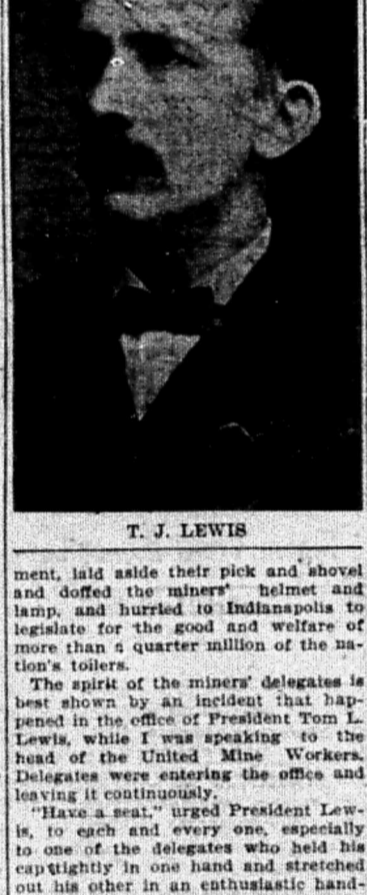 T. J. LEWIS
ment, laid aside their pick and shovel
and doffed the miners' helmet and
lamp, and hurried to Indianapolis to
legislate for the good and welfare of
more than a quarter million of the na-
tion's toilers.
The spirit of the miners' delegates is
best shown by an incident that hap-
pened in the office of President Tom L.
Lewis, while I was speaking to the
head of the United Mine Workers.
Delegates were entering the office and
leaving it continuously.
"Have a seat," urged President Lew-
is, to each and every one, especially
to one of the delegates who held his
cap tightly in one hand and stretched
out his other in an enthusiastic hand-